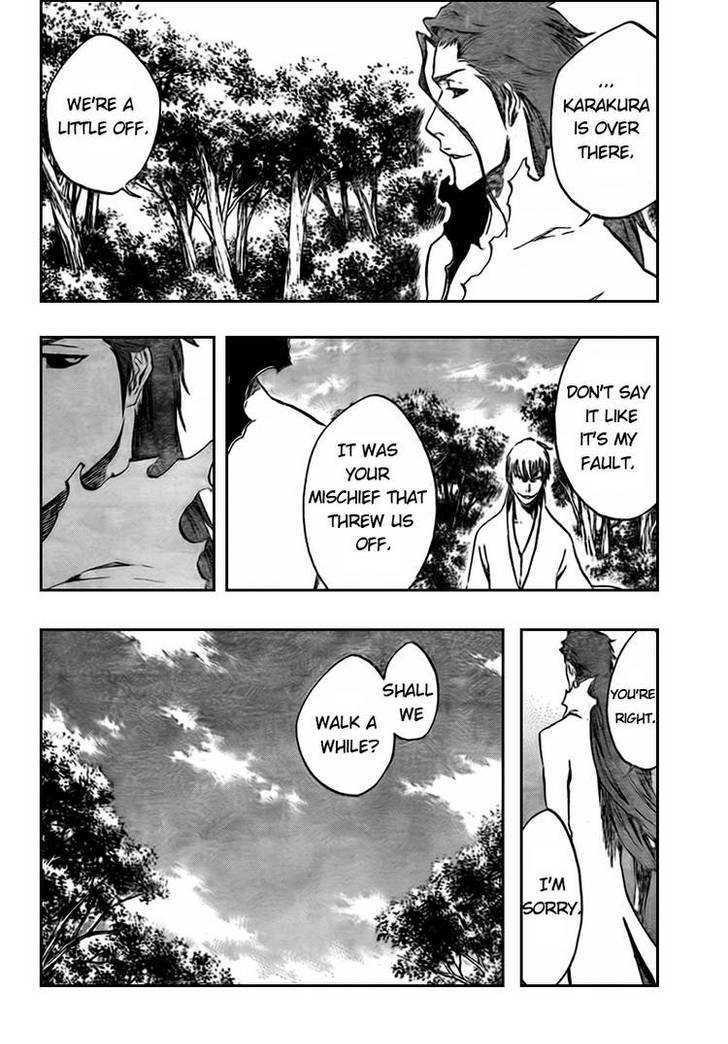 ...
KARAKURA
IS OVER
THERE.
WE'RE A
LITTLE OFF.
DON'T SAY
IT LIKE
IT'S MY
FAULT.
IT WAS
YOUR
MISCHIEF THAT
THREW US
OFF.
YOU'RE
RIGHT.
I'M
SORRY.
SHALL
WE
WALK A
WHILE?